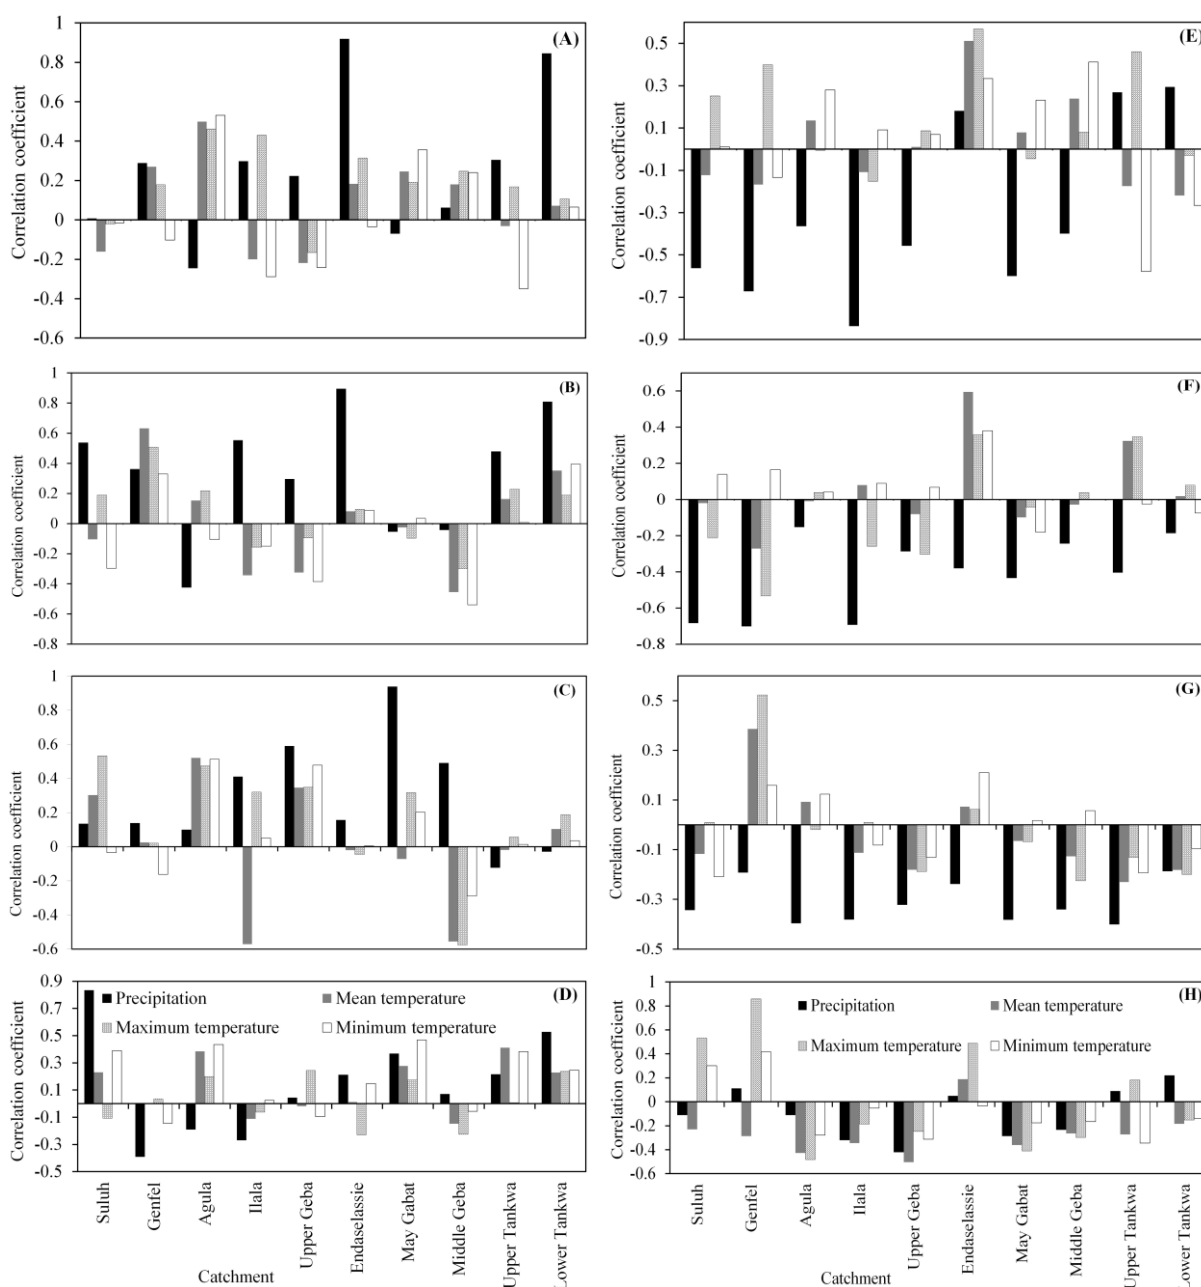 (A)
Correlation coefficient
1
0.8
0.6
0.4
0.2
0
-0.2
-0.4
-0.6
(B)
Correlation coefficient
1
0.8
0.6
0.4
0.2
0
-0.2
-0.4
-0.6
-0.8
(C)
Correlation coefficient
1
0.8
0.6
0.4
0.2
0
-0.2
-0.4
-0.6
(D)
Correlation coefficient
0.9
0.7
0.5
0.3
0.1
-0.1
-0.3
-0.5
Precipitation
Mean temperature
Maximum temperature
Minimum temperature
Suluh
Genfel
Agula
Ilala
Upper Geba
Endaselassie
May Gabat
Middle Geba
Upper Tankwa
Lower Tankwa
Catchment
(E)
Correlation coefficient
0.5
0.3
0.1
-0.1
-0.3
-0.5
-0.7
-0.9
(F)
Correlation coefficient
0.6
0.4
0.2
0
-0.2
-0.4
-0.6
-0.8
(G)
Correlation coefficient
0.5
0.3
0.1
-0.1
-0.3
-0.5
(H)
Correlation coefficient
1
0.8
0.6
0.4
0.2
0
-0.2
-0.4
-0.6
Precipitation
Mean temperature
Maximum temperature
Minimum temperature
Suluh
Genfel
Agula
Ilala
Upper Geba
Endaselassie
May Gabat
Middle Geba
Upper Tankwa
Lower Tankwa
Catchment